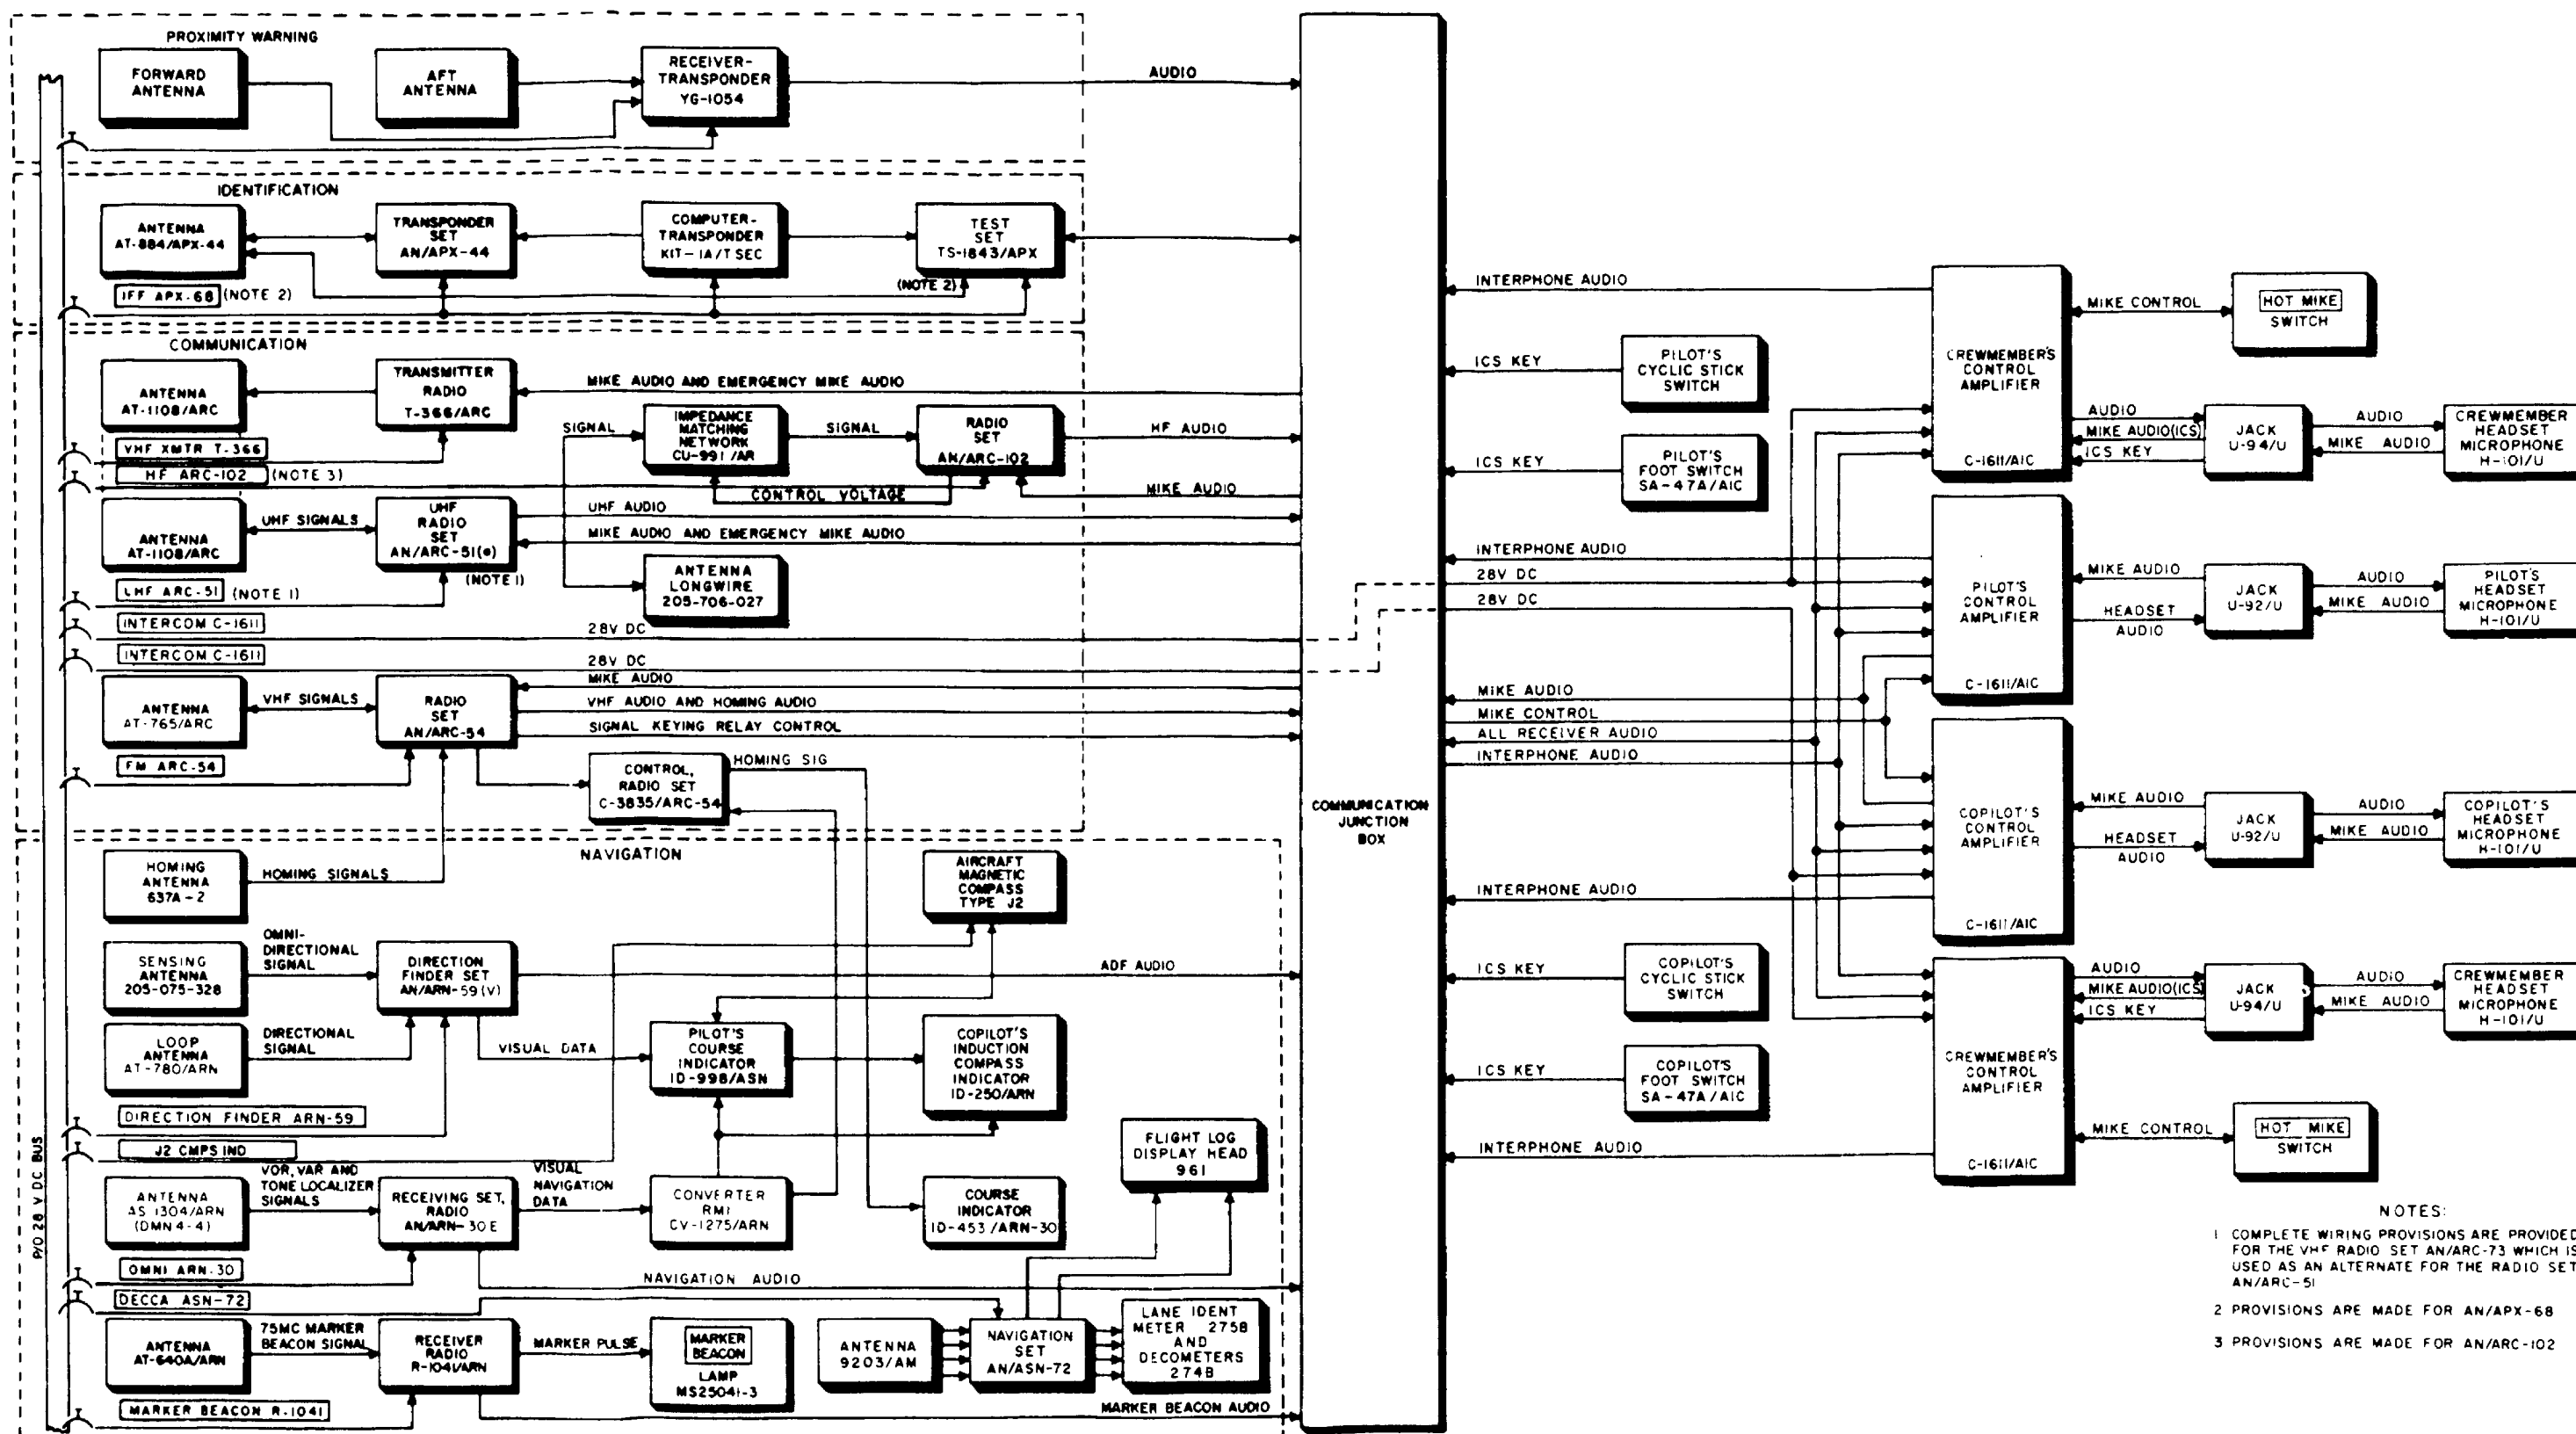 PROXIMITY WARNING
FORWARD
ANTENNA
AFT
ANTENNA
RECEIVER-
TRANSPONDER
YG-1054
AUDIO
IDENTIFICATION
ANTENNA
AT-884/APX-44
TRANSPONDER
SET
AN/APX-44
COMPUTER-
TRANSPONDER
KIT-1A/TSEC
TEST
SET
TS-1843/APX
(NOTE 2)
IFF APX-68 (NOTE 2)
COMMUNICATION
ANTENNA
AT-1108/ARC
TRANSMITTER
RADIO
T-366/ARC
MIKE AUDIO AND EMERGENCY MIKE AUDIO
VHF XMTR T-366
HF ARC-102 (NOTE 3)
SIGNAL
IMPEDANCE
MATCHING
NETWORK
CU-991/AR
SIGNAL
RADIO
SET
AN/ARC-102
HF AUDIO
CONTROL VOLTAGE
MIKE AUDIO
ANTENNA
AT-1108/ARC
UHF SIGNALS
UHF
RADIO
SET
AN/ARC-51(•)
(NOTE 1)
UHF AUDIO
MIKE AUDIO AND EMERGENCY MIKE AUDIO
ANTENNA
LONGWIRE
205-706-027
UHF ARC-51 (NOTE 1)
INTERCOM C-1611
28V DC
INTERCOM C-1611
28V DC
ANTENNA
AT-765/ARC
VHF SIGNALS
RADIO
SET
AN/ARC-54
MIKE AUDIO
VHF AUDIO AND HOMING AUDIO
SIGNAL KEYING RELAY CONTROL
FM ARC-54
CONTROL,
RADIO SET
C-3835/ARC-54
HOMING SIG
NAVIGATION
HOMING
ANTENNA
637A-2
HOMING SIGNALS
AIRCRAFT
MAGNETIC
COMPASS
TYPE J2
SENSING
ANTENNA
205-075-328
OMNI-
DIRECTIONAL
SIGNAL
DIRECTION
FINDER SET
AN/ARN-59(V)
ADF AUDIO
LOOP
ANTENNA
AT-780/ARN
DIRECTIONAL
SIGNAL
VISUAL DATA
PILOT'S
COURSE
INDICATOR
ID-998/ASN
COPILOT'S
INDUCTION
COMPASS
INDICATOR
ID-250/ARN
DIRECTION FINDER ARN-59
J2 CMPS IND
P/O 28 V DC BUS
ANTENNA
AS 1304/ARN
(DMN 4-4)
VOR, VAR AND
TONE LOCALIZER
SIGNALS
RECEIVING SET,
RADIO
AN/ARN-30E
VISUAL
NAVIGATION
DATA
CONVERTER
RMI
CV-1275/ARN
COURSE
INDICATOR
ID-453/ARN-30
FLIGHT LOG
DISPLAY HEAD
961
OMNI ARN-30
NAVIGATION AUDIO
DECCA ASN-72
ANTENNA
AT-640A/ARN
75MC MARKER
BEACON SIGNAL
RECEIVER
RADIO
R-1041/ARN
MARKER PULSE
MARKER
BEACON
LAMP
MS25041-3
ANTENNA
9203/AM
NAVIGATION
SET
AN/ASN-72
LANE IDENT
METER 275B
AND
DECOMETERS
274B
MARKER BEACON R-1041
MARKER BEACON AUDIO
COMMUNICATION
JUNCTION
BOX
INTERPHONE AUDIO
ICS KEY
PILOT'S
CYCLIC STICK
SWITCH
ICS KEY
PILOT'S
FOOT SWITCH
SA-47A/AIC
INTERPHONE AUDIO
28V DC
28V DC
MIKE AUDIO
MIKE CONTROL
ALL RECEIVER AUDIO
INTERPHONE AUDIO
INTERPHONE AUDIO
ICS KEY
COPILOT'S
CYCLIC STICK
SWITCH
ICS KEY
COPILOT'S
FOOT SWITCH
SA-47A/AIC
INTERPHONE AUDIO
CREWMEMBER'S
CONTROL
AMPLIFIER
C-1611/AIC
MIKE CONTROL
HOT MIKE
SWITCH
AUDIO
MIKE AUDIO(ICS)
ICS KEY
JACK
U-94/U
AUDIO
MIKE AUDIO
CREWMEMBER
HEADSET
MICROPHONE
H-101/U
PILOT'S
CONTROL
AMPLIFIER
C-1611/AIC
MIKE AUDIO
HEADSET
AUDIO
JACK
U-92/U
AUDIO
MIKE AUDIO
PILOT'S
HEADSET
MICROPHONE
H-101/U
COPILOT'S
CONTROL
AMPLIFIER
C-1611/AIC
MIKE AUDIO
HEADSET
AUDIO
JACK
U-92/U
AUDIO
MIKE AUDIO
COPILOT'S
HEADSET
MICROPHONE
H-101/U
CREWMEMBER'S
CONTROL
AMPLIFIER
C-1611/AIC
AUDIO
MIKE AUDIO(ICS)
ICS KEY
JACK
U-94/U
AUDIO
MIKE AUDIO
CREWMEMBER
HEADSET
MICROPHONE
H-101/U
MIKE CONTROL
HOT MIKE
SWITCH
NOTES:
1 COMPLETE WIRING PROVISIONS ARE PROVIDED
FOR THE VHF RADIO SET AN/ARC-73 WHICH IS
USED AS AN ALTERNATE FOR THE RADIO SET
AN/ARC-51
2 PROVISIONS ARE MADE FOR AN/APX-68
3 PROVISIONS ARE MADE FOR AN/ARC-102